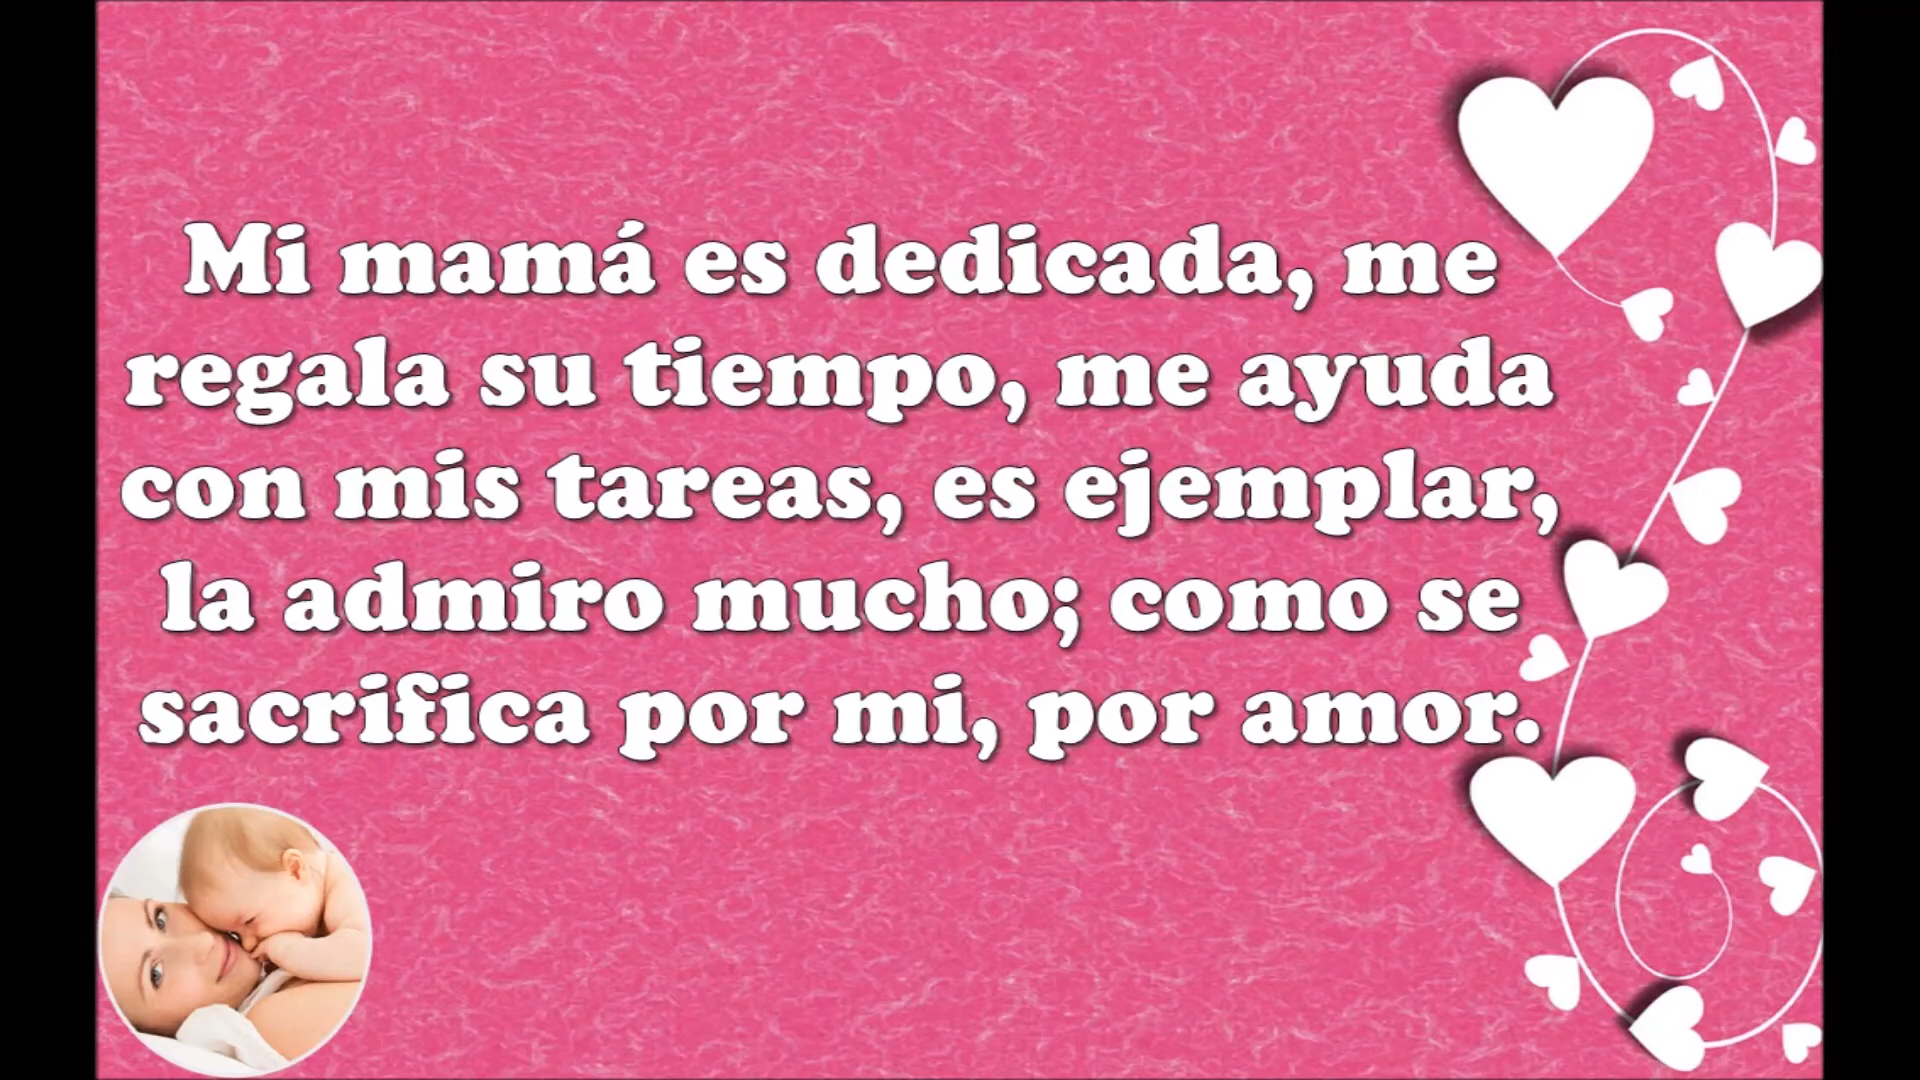 Mi mamá es dedicada, me
regala su tiempo, me ayuda
con mis tareas, es ejemplar,
la admiro mucho; como se
sacrifica por mi, por amor.